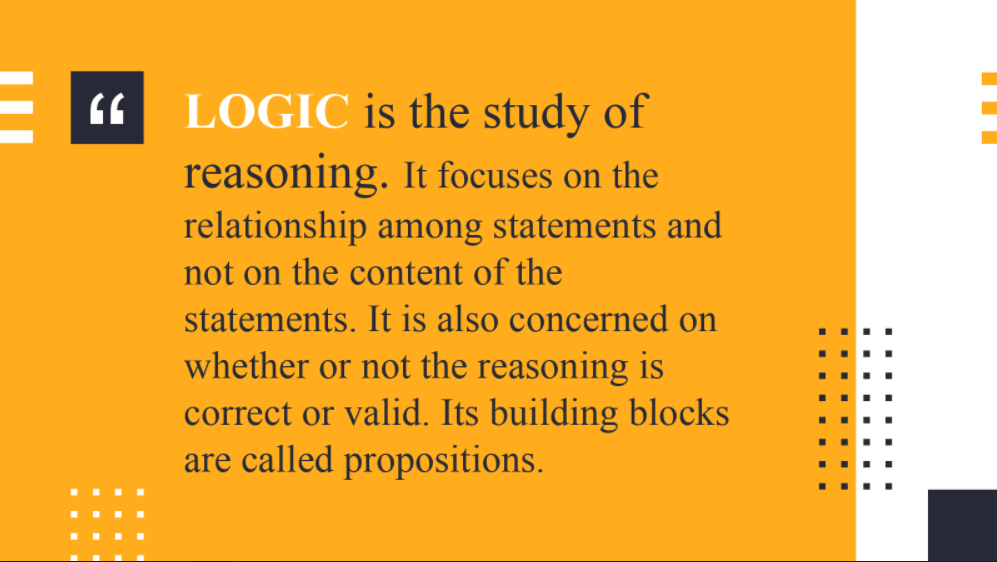 “
LOGIC is the study of
reasoning. It focuses on the
relationship among statements and
not on the content of the
statements. It is also concerned on
whether or not the reasoning is
correct or valid. Its building blocks
are called propositions.